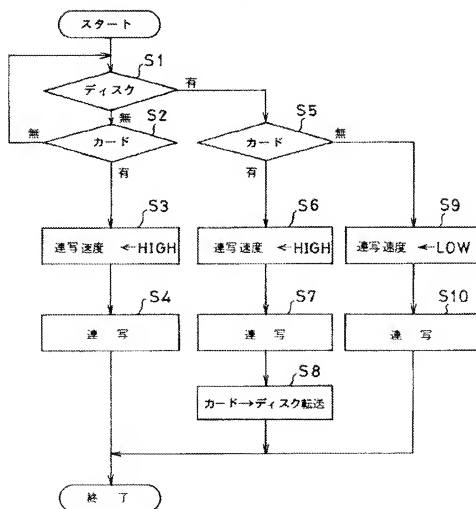 スタート
S1
ディスク
有
無
S2
カード
無
有
S5
カード
無
有
S3
連写速度 ←HIGH
S6
連写速度 ←HIGH
S9
連写速度 ←LOW
S4
連 写
S7
連 写
S10
連 写
S8
カード→ディスク転送
終 了